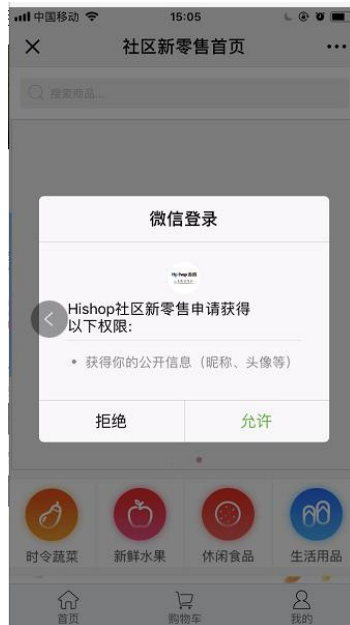 中国移动
15:05
社区新零售首页
搜索商品...
微信登录
Hishop社区新零售申请获得
以下权限:
• 获得你的公开信息（昵称、头像等）
拒绝
允许
时令蔬菜
新鲜水果
休闲食品
生活用品
首页
购物车
我的